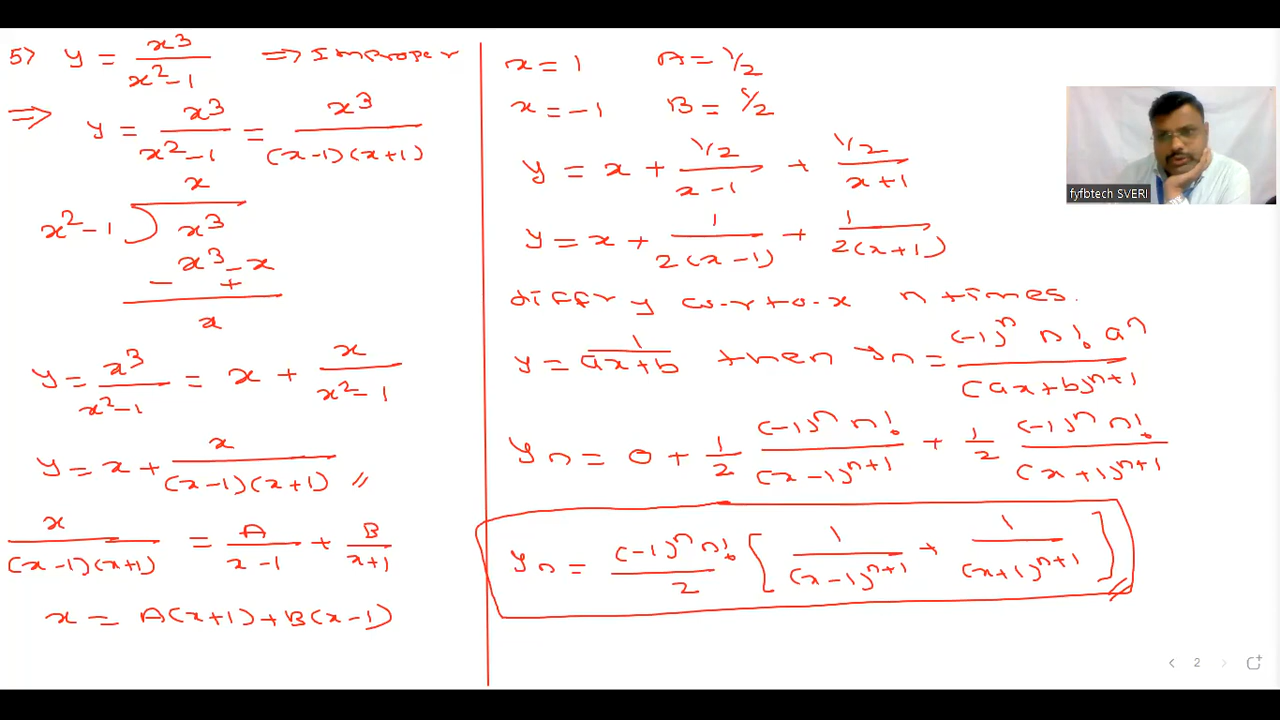 5) y = x³/(x²-1) => Improper
=> y = x³/(x²-1) = x³/((x-1)(x+1))
x
x²-1 ) x³
x³ - x
- +
x
y = x³/(x²-1) = x + x/(x²-1)
y = x + x/((x-1)(x+1)) //
x/((x-1)(x+1)) = A/(x-1) + B/(x+1)
x = A(x+1) + B(x-1)
x = 1 A = 1/2
x = -1 B = 1/2
y = x + (1/2)/(x-1) + (1/2)/(x+1)
y = x + 1/(2(x-1)) + 1/(2(x+1))
diff y w.r.to.x n times.
y = 1/(ax+b) then yn = (-1)ⁿ n! aⁿ/(ax+b)ⁿ⁺¹
yn = 0 + 1/2 (-1)ⁿ n!/(x-1)ⁿ⁺¹ + 1/2 (-1)ⁿ n!/(x+1)ⁿ⁺¹
yn = (-1)ⁿ n!/2 [ 1/(x-1)ⁿ⁺¹ + 1/(x+1)ⁿ⁺¹ ] //
fyfbtech SVERI
2